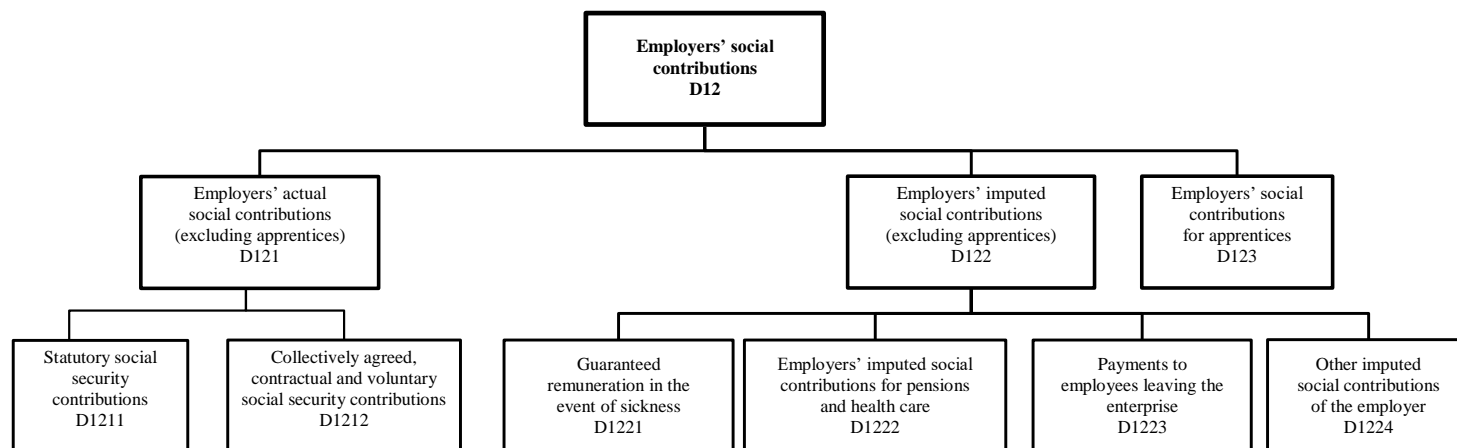 Employers’ social
contributions
D12
Employers’ actual
social contributions
(excluding apprentices)
D121
Employers’ imputed
social contributions
(excluding apprentices)
D122
Employers’ social
contributions
for apprentices
D123
Statutory social
security
contributions
D1211
Collectively agreed,
contractual and voluntary
social security contributions
D1212
Guaranteed
remuneration in the
event of sickness
D1221
Employers’ imputed social
contributions for pensions
and health care
D1222
Payments to
employees leaving the
enterprise
D1223
Other imputed
social contributions
of the employer
D1224